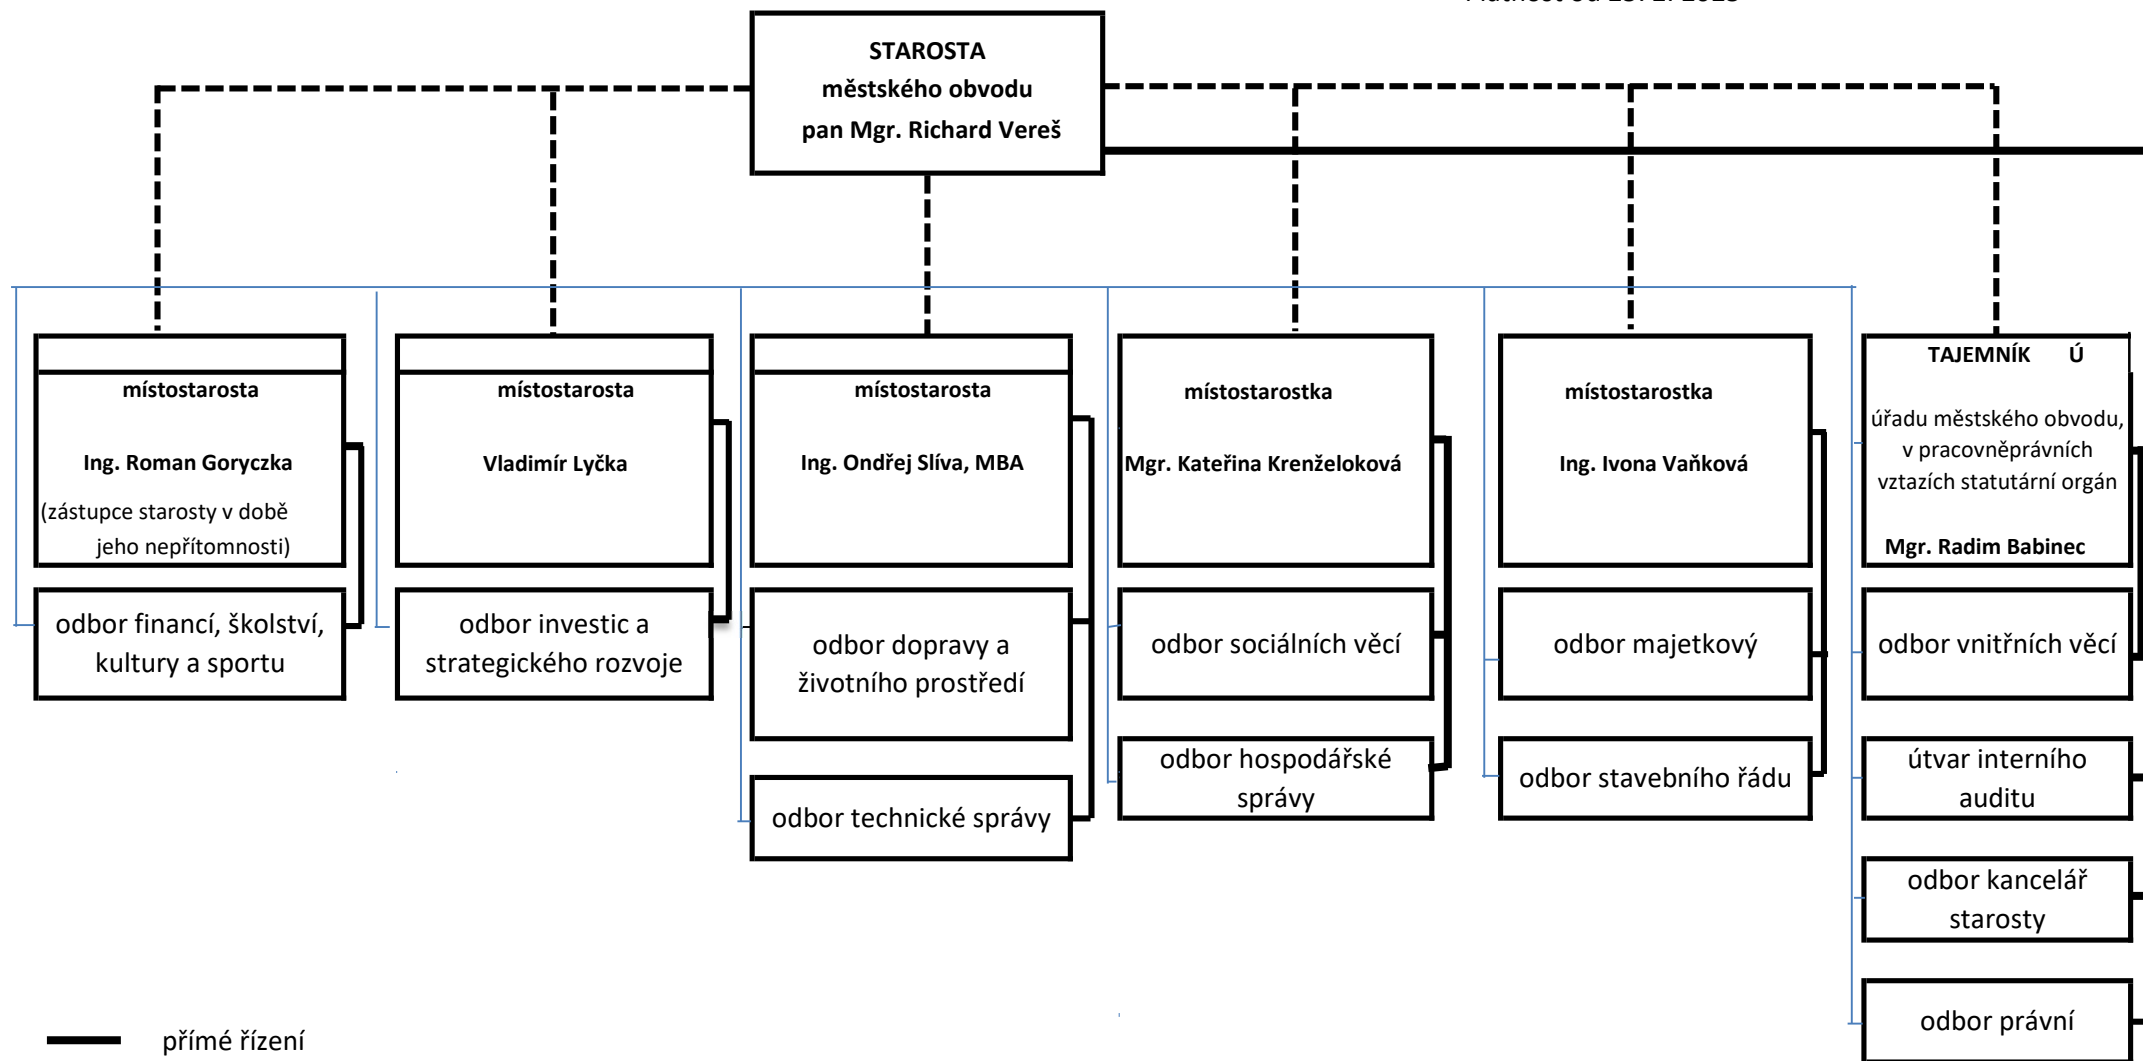 STAROSTA
městského obvodu
pan Mgr. Richard Vereš
místostarosta
Ing. Roman Goryczka
(zástupce starosty v době
jeho nepřítomnosti)
místostarosta
Vladimír Lyčka
místostarosta
Ing. Ondřej Slíva, MBA
místostarostka
Mgr. Kateřina Krenželoková
místostarostka
Ing. Ivona Vaňková
TAJEMNÍK Ú
úřadu městského obvodu,
v pracovněprávních
vztazích statutární orgán
Mgr. Radim Babinec
odbor financí, školství,
kultury a sportu
odbor investic a
strategického rozvoje
odbor dopravy a
životního prostředí
odbor sociálních věcí
odbor majetkový
odbor vnitřních věcí
odbor technické správy
odbor hospodářské
správy
odbor stavebního řádu
útvar interního
auditu
odbor kancelář
starosty
odbor právní
přímé řízení